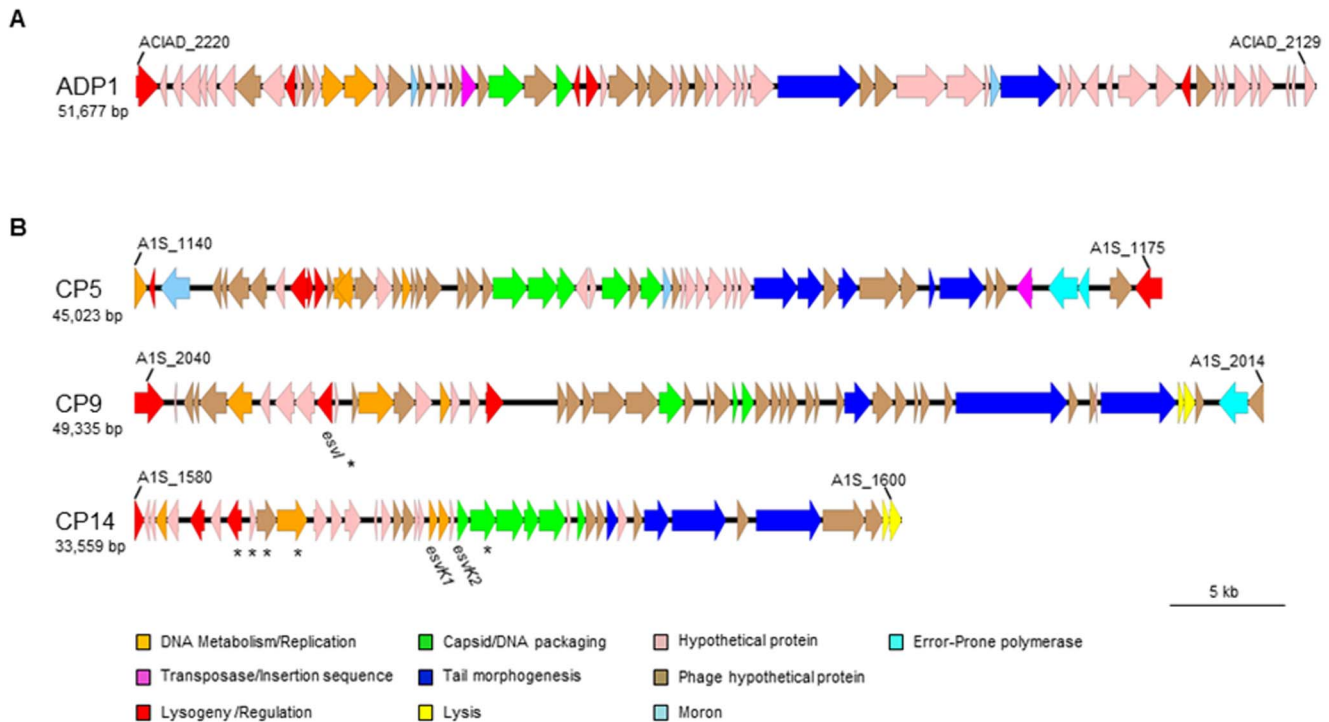 A
ACIAD_2220
ACIAD_2129
ADP1
51,677 bp
B
A1S_1140
A1S_1175
CP5
45,023 bp
A1S_2040
A1S_2014
CP9
49,335 bp
esvI *
A1S_1580
A1S_1600
CP14
33,559 bp
* * * * *
esvK1 esvK2
5 kb
DNA Metabolism/Replication
Capsid/DNA packaging
Hypothetical protein
Error-Prone polymerase
Transposase/Insertion sequence
Tail morphogenesis
Phage hypothetical protein
Lysogeny/Regulation
Lysis
Moron